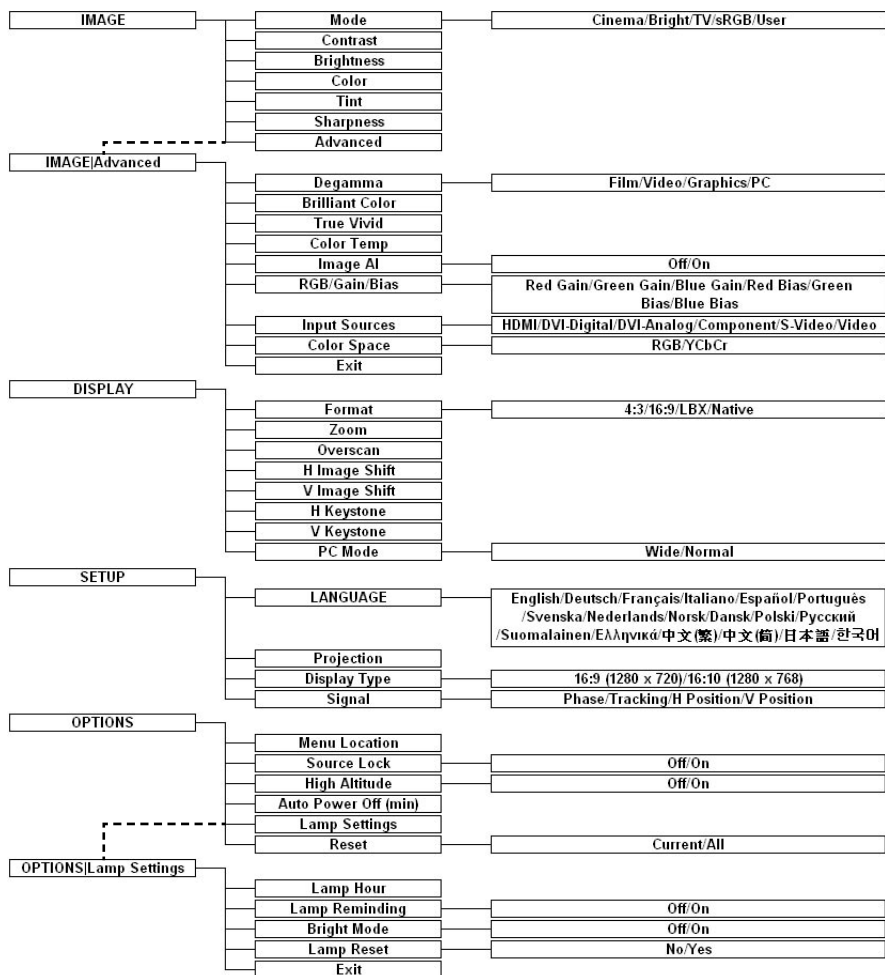 IMAGE Mode Cinema/Bright/TV/sRGB/User
Contrast
Brightness
Color
Tint
Sharpness
Advanced
IMAGE|Advanced
Degamma Film/Video/Graphics/PC
Brilliant Color
True Vivid
Color Temp
Image AI Off/On
RGB/Gain/Bias Red Gain/Green Gain/Blue Gain/Red Bias/Green
Bias/Blue Bias
Input Sources HDMI/DVI-Digital/DVI-Analog/Component/S-Video/Video
Color Space RGB/YCbCr
Exit
DISPLAY
Format 4:3/16:9/LBX/Native
Zoom
Overscan
H Image Shift
V Image Shift
H Keystone
V Keystone
PC Mode Wide/Normal
SETUP
LANGUAGE English/Deutsch/Français/Italiano/Español/Português
/Svenska/Nederlands/Norsk/Dansk/Polski/Русский
/Suomalainen/Ελληνικά/中文(繁)/中文(简)/日本語/한국어
Projection
Display Type 16:9 (1280 x 720)/16:10 (1280 x 768)
Signal Phase/Tracking/H Position/V Position
OPTIONS
Menu Location
Source Lock Off/On
High Altitude Off/On
Auto Power Off (min)
Lamp Settings
Reset Current/All
OPTIONS|Lamp Settings
Lamp Hour
Lamp Reminding Off/On
Bright Mode Off/On
Lamp Reset No/Yes
Exit